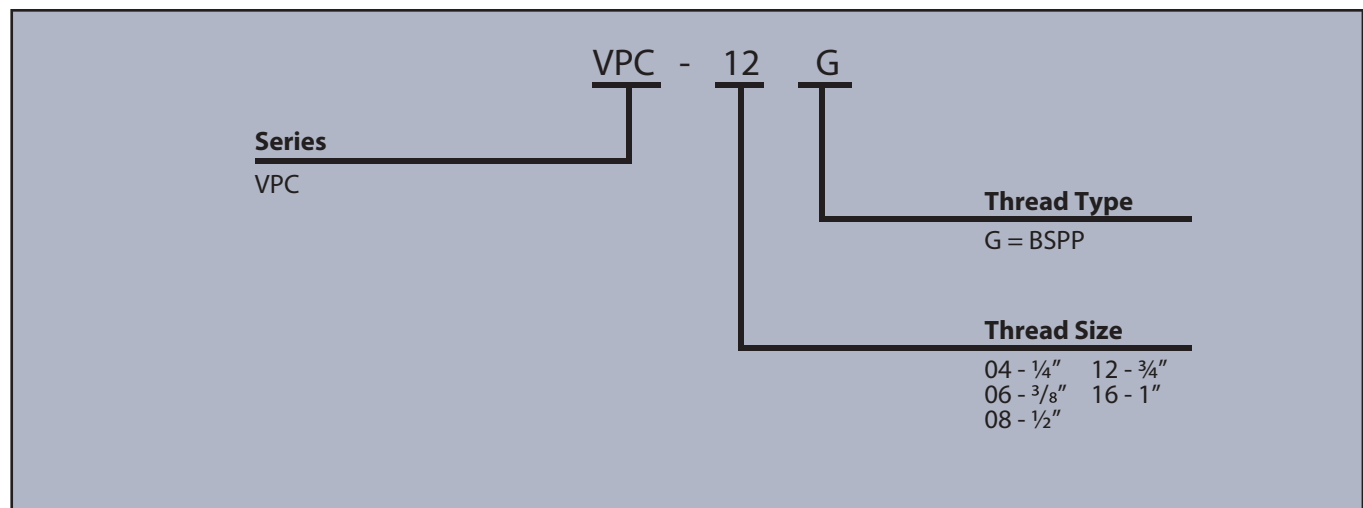 VPC - 12 G
Series
VPC
Thread Type
G = BSPP
Thread Size
04 - ¼” 12 - ¾”
06 - ³/₈” 16 - 1”
08 - ½”